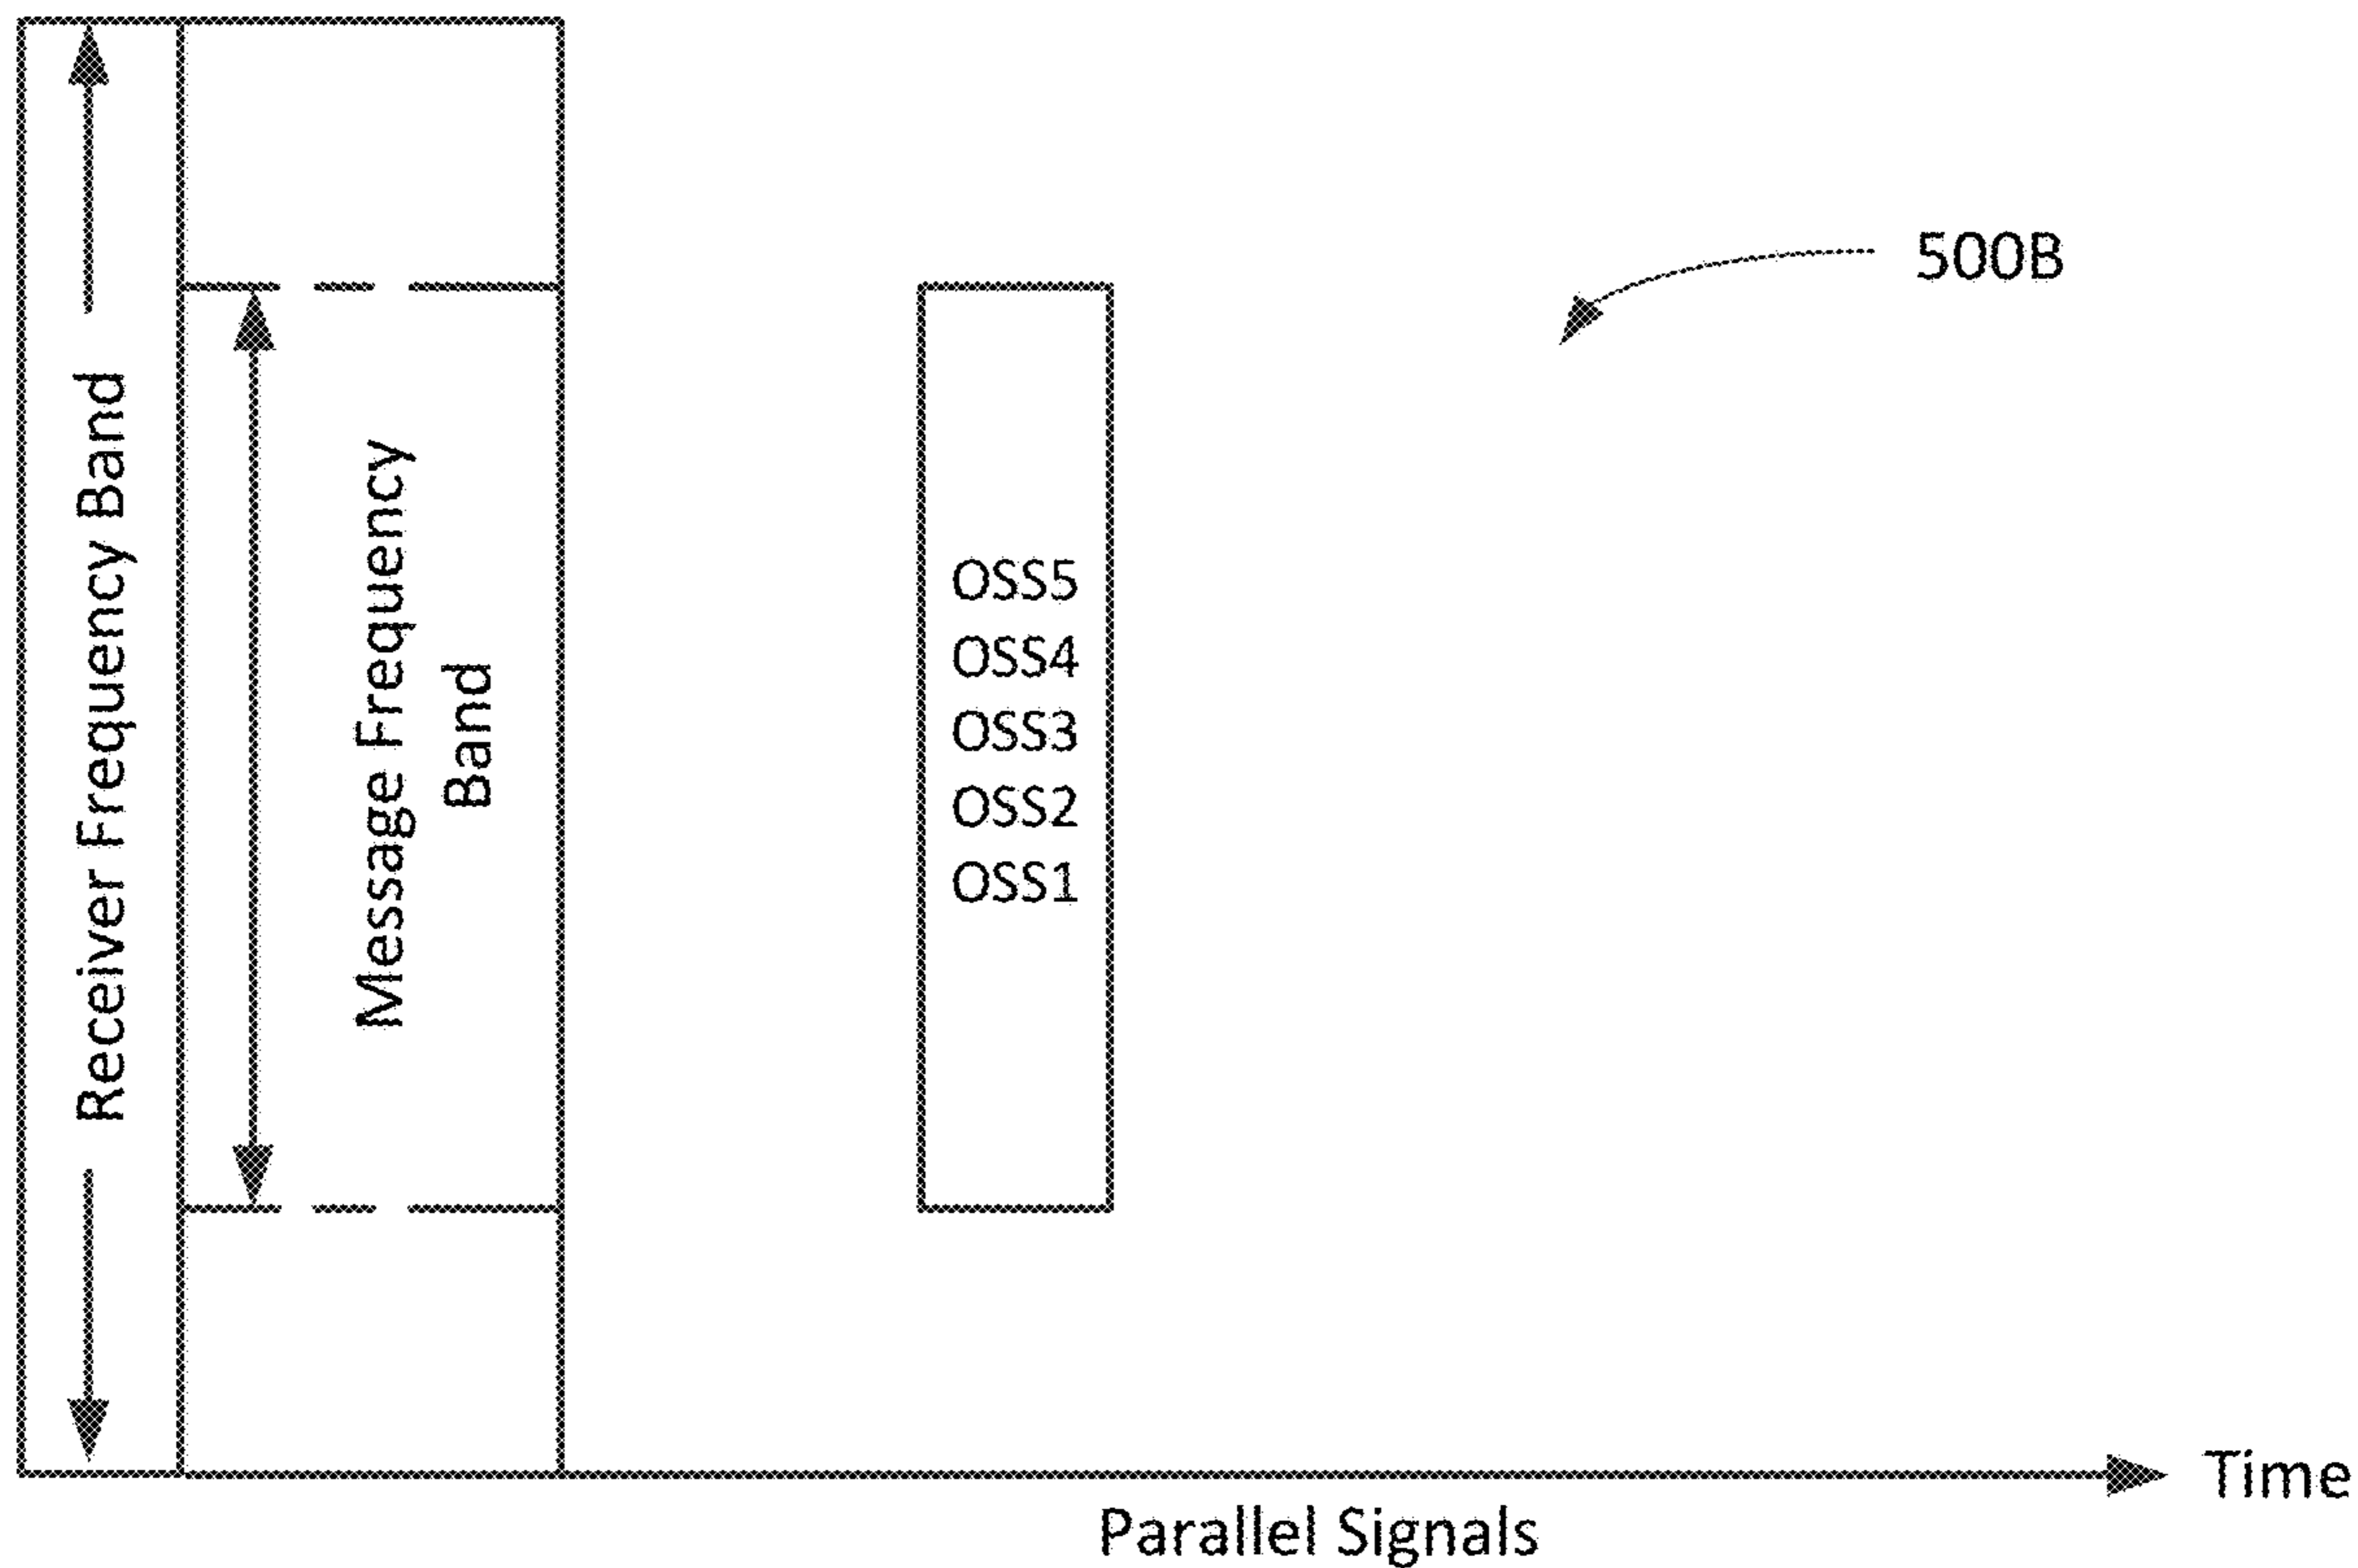 Receiver Frequency Band
Message Frequency
Band
500B
OSS5
OSS4
OSS3
OSS2
OSS1
Time
Parallel Signals